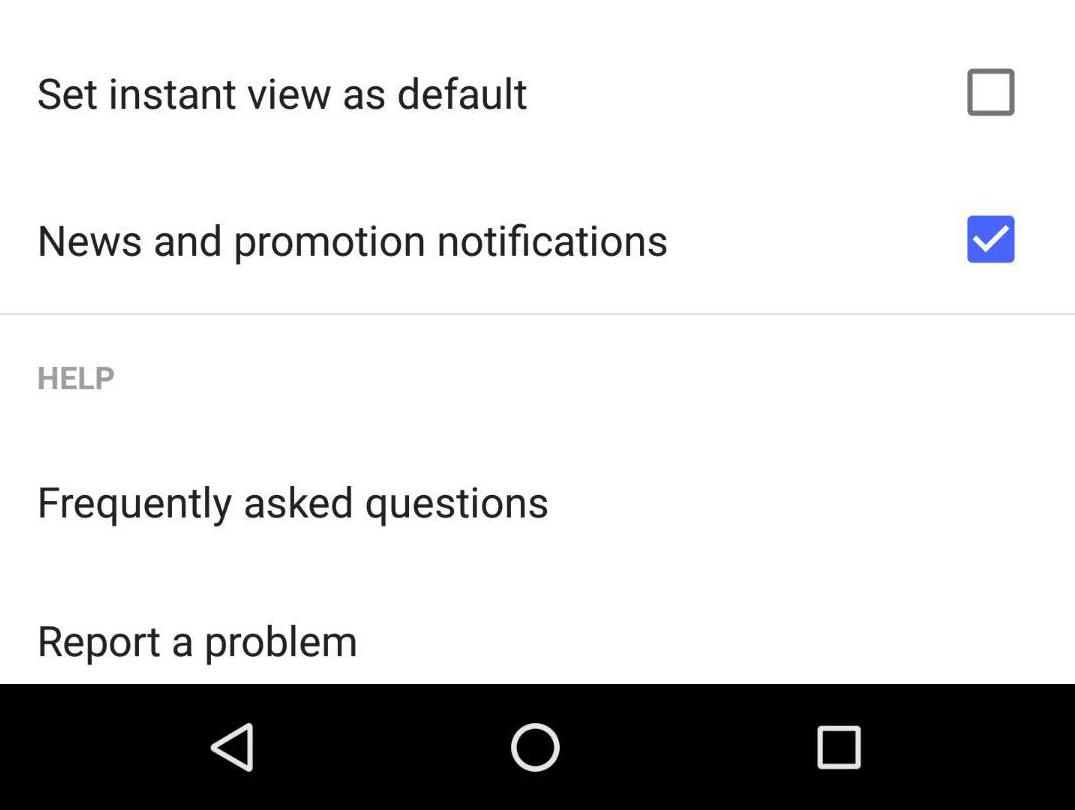 Set instant view as default
News and promotion notifications
HELP
Frequently asked questions
Report a problem